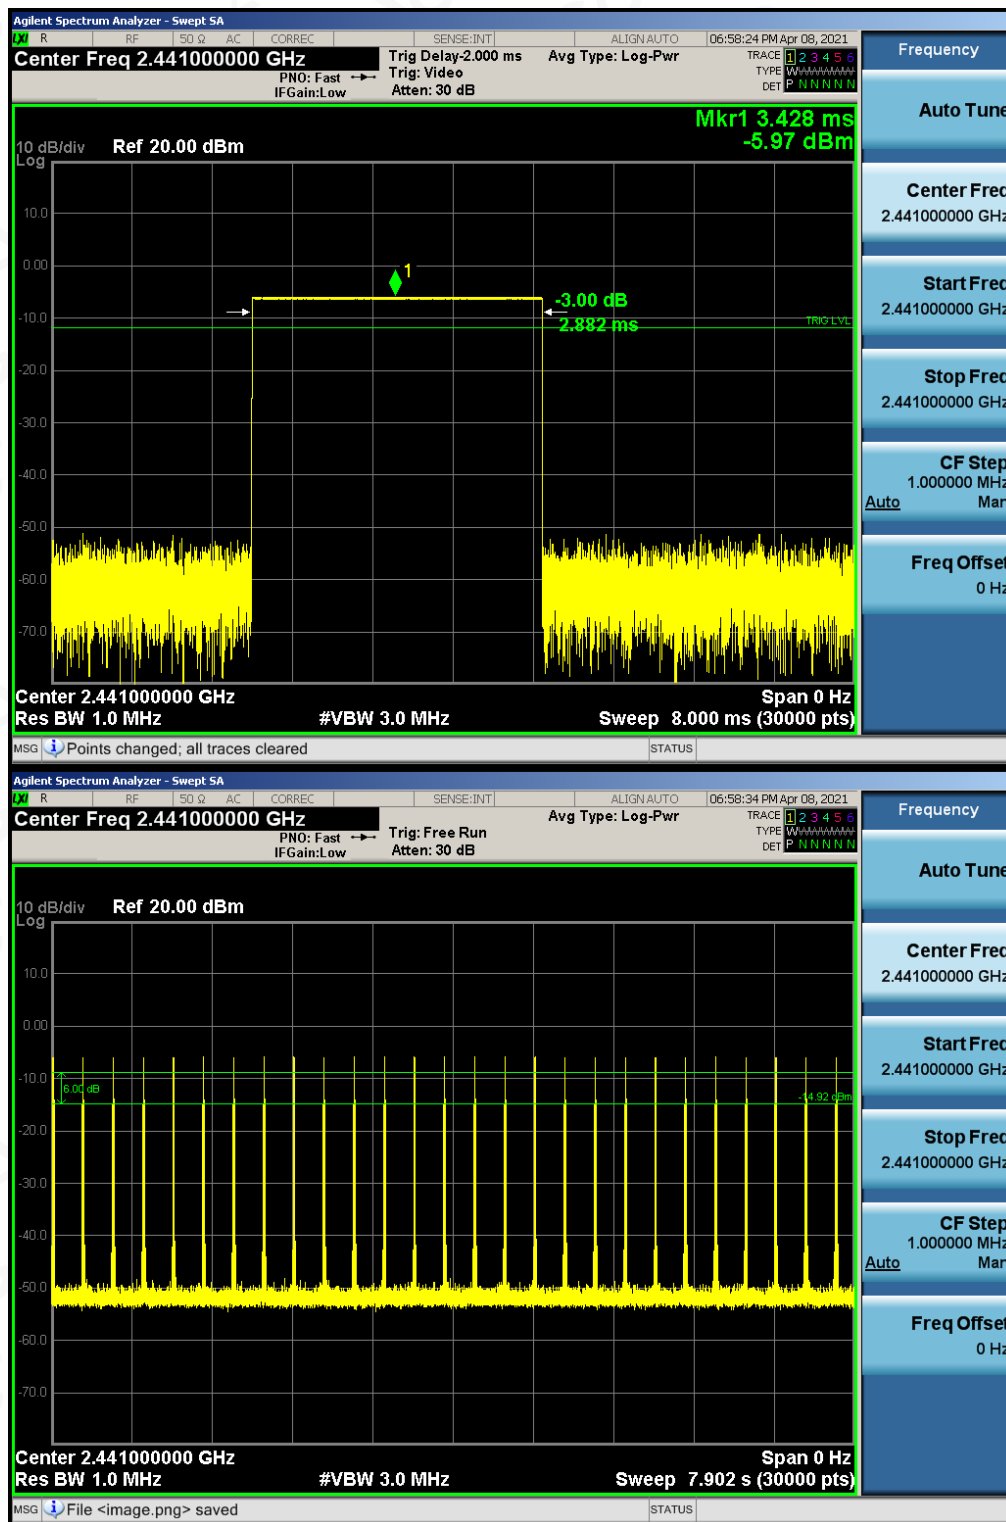 Agilent Spectrum Analyzer - Swept SA
LXI R RF 50 Ω AC CORREC SENSE:INT ALIGN AUTO 06:58:24 PM Apr 08, 2021
Center Freq 2.441000000 GHz
PNO: Fast
IFGain:Low
Trig Delay-2.000 ms
Trig: Video
Atten: 30 dB
Avg Type: Log-Pwr
TRACE 1 2 3 4 5 6
TYPE W
DET P N N N N N
Mkr1 3.428 ms
-5.97 dBm
10 dB/div Ref 20.00 dBm
Log
10.0
0.00
-10.0
-20.0
-30.0
-40.0
-50.0
-60.0
-70.0
1
-3.00 dB
2.882 ms
TRIG LVL
Center 2.441000000 GHz Span 0 Hz
Res BW 1.0 MHz #VBW 3.0 MHz Sweep 8.000 ms (30000 pts)
MSG Points changed; all traces cleared STATUS
Frequency
Auto Tune
Center Freq
2.441000000 GHz
Start Freq
2.441000000 GHz
Stop Freq
2.441000000 GHz
CF Step
1.000000 MHz
Auto Man
Freq Offset
0 Hz
Agilent Spectrum Analyzer - Swept SA
LXI R RF 50 Ω AC CORREC SENSE:INT ALIGN AUTO 06:58:34 PM Apr 08, 2021
Center Freq 2.441000000 GHz
PNO: Fast
IFGain:Low
Trig: Free Run
Atten: 30 dB
Avg Type: Log-Pwr
TRACE 1 2 3 4 5 6
TYPE W
DET P N N N N N
10 dB/div Ref 20.00 dBm
Log
10.0
0.00
-10.0
-20.0
-30.0
-40.0
-50.0
-60.0
-70.0
6.00 dB
-14.92 dBm
Center 2.441000000 GHz Span 0 Hz
Res BW 1.0 MHz #VBW 3.0 MHz Sweep 7.902 s (30000 pts)
MSG File <image.png> saved STATUS
Frequency
Auto Tune
Center Freq
2.441000000 GHz
Start Freq
2.441000000 GHz
Stop Freq
2.441000000 GHz
CF Step
1.000000 MHz
Auto Man
Freq Offset
0 Hz